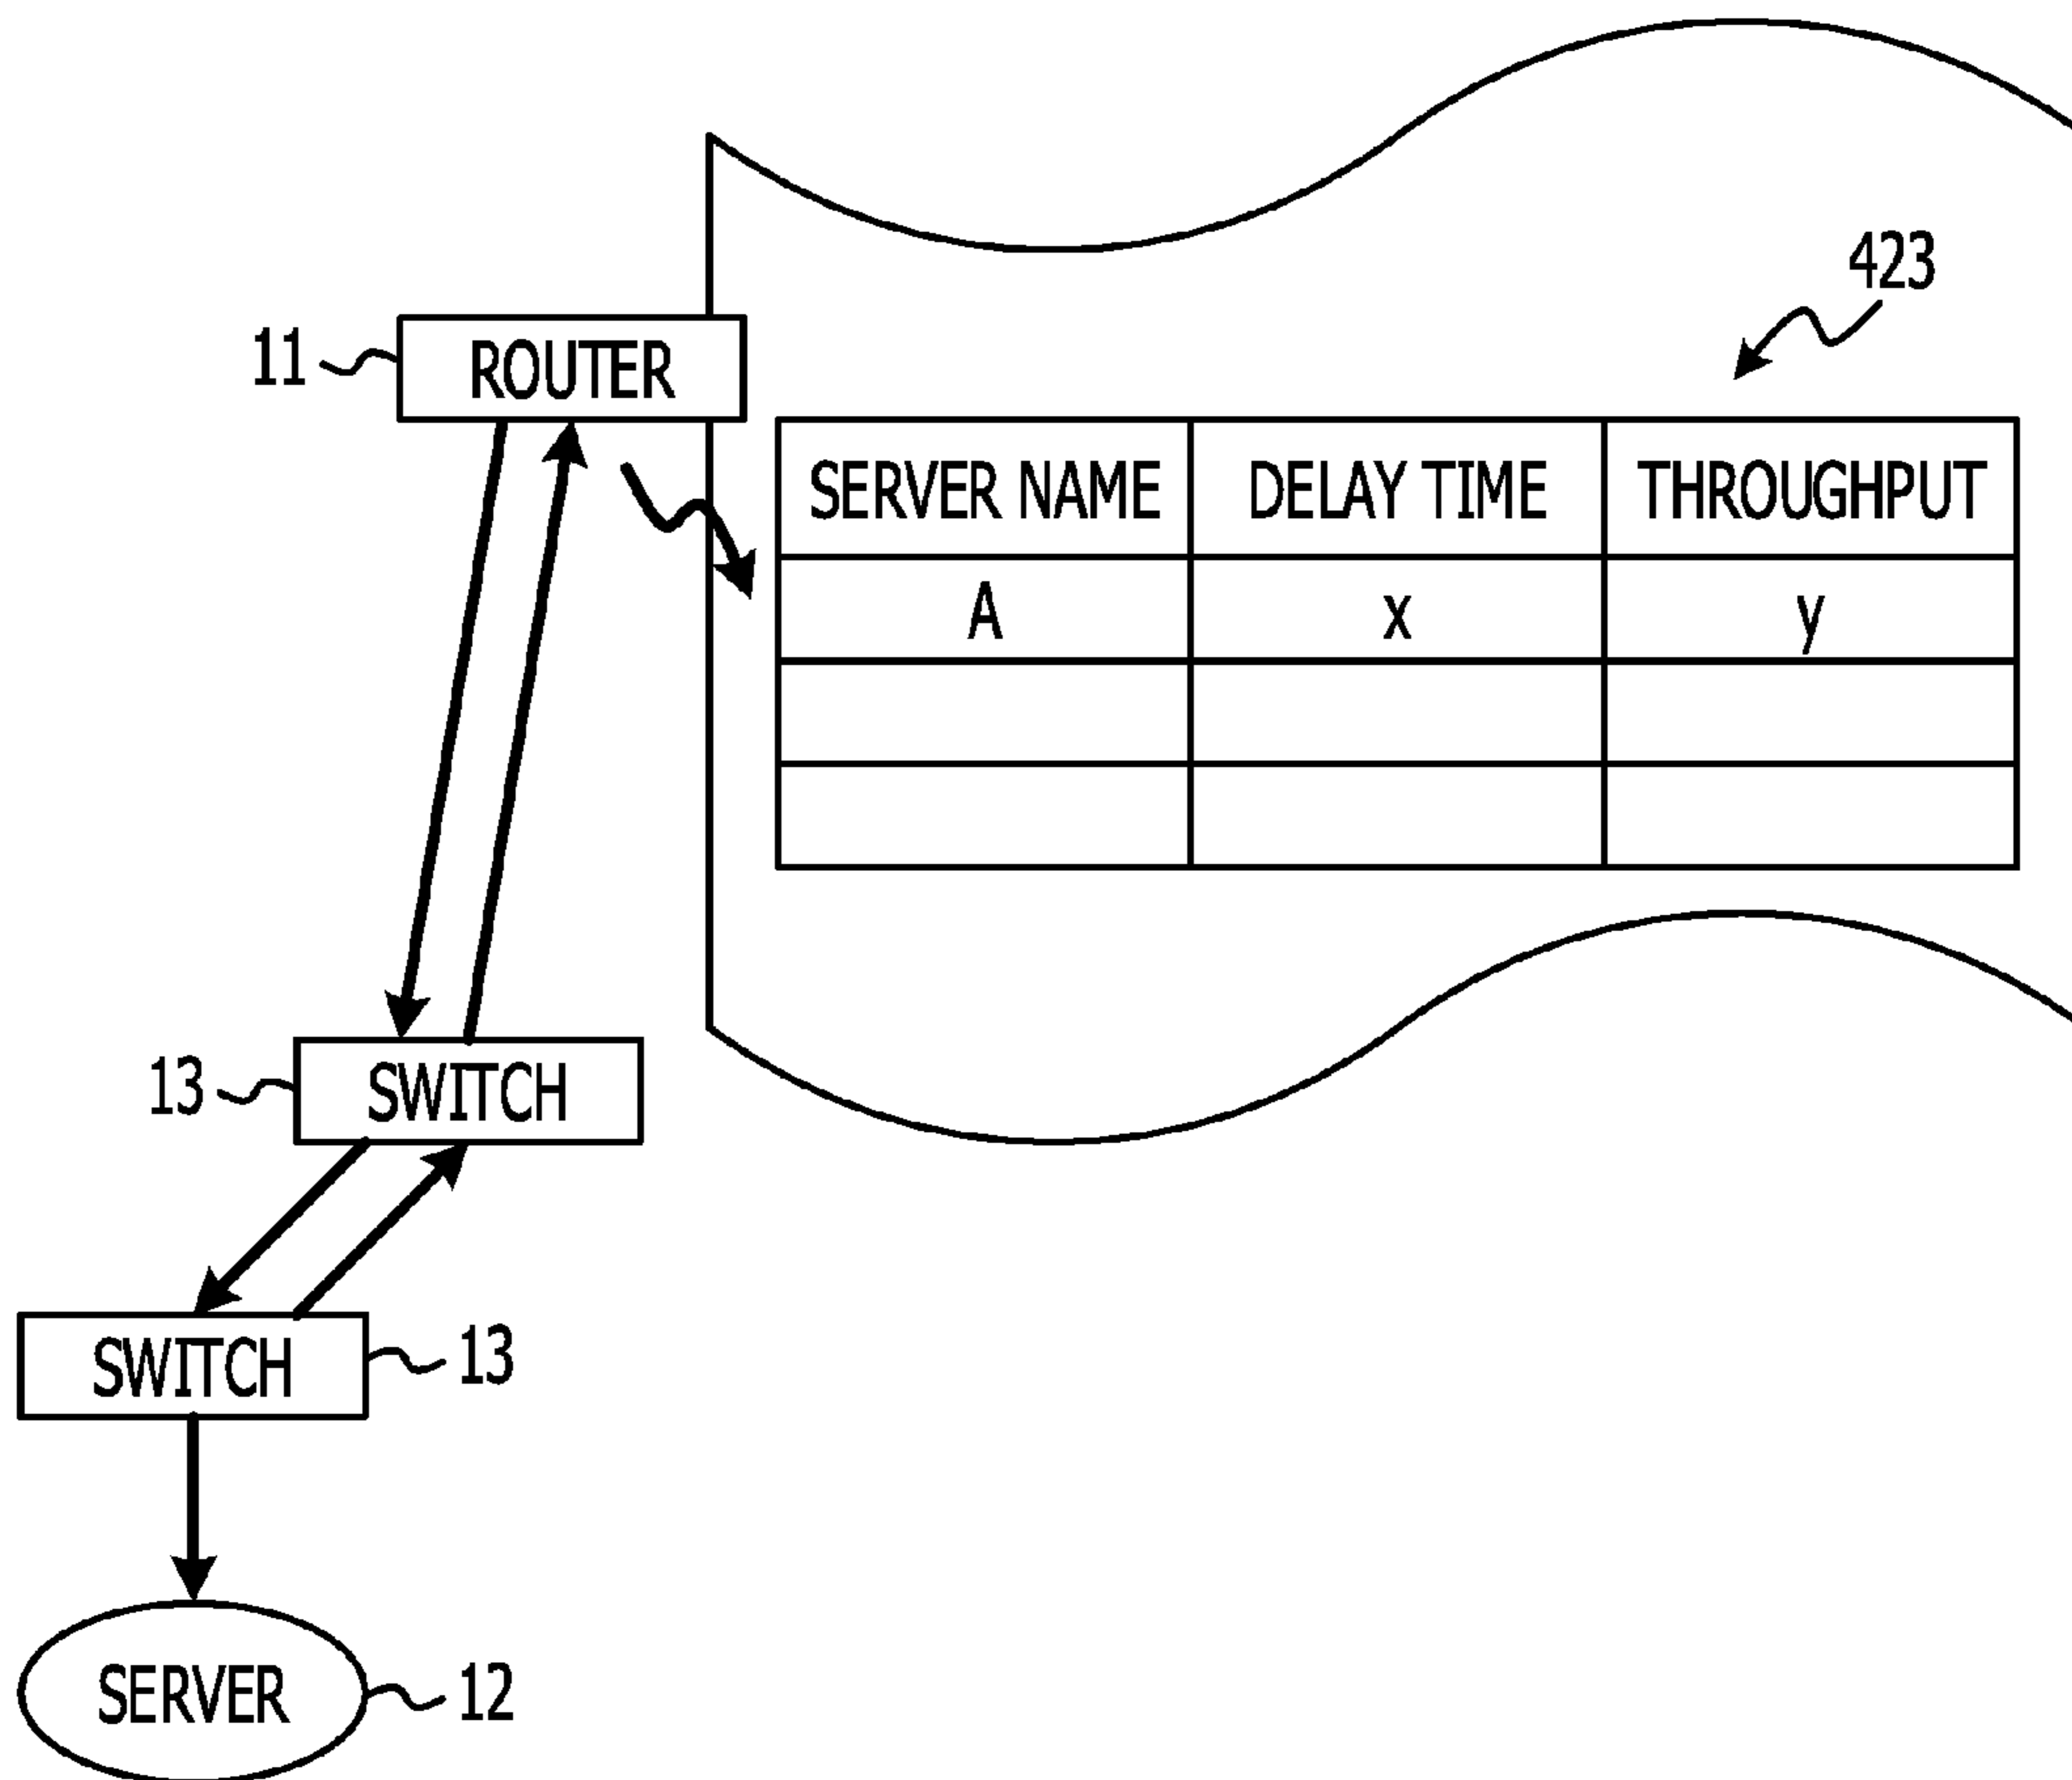 423
11 ROUTER
SERVER NAME DELAY TIME THROUGHPUT
A x y
13 SWITCH
SWITCH 13
SERVER 12